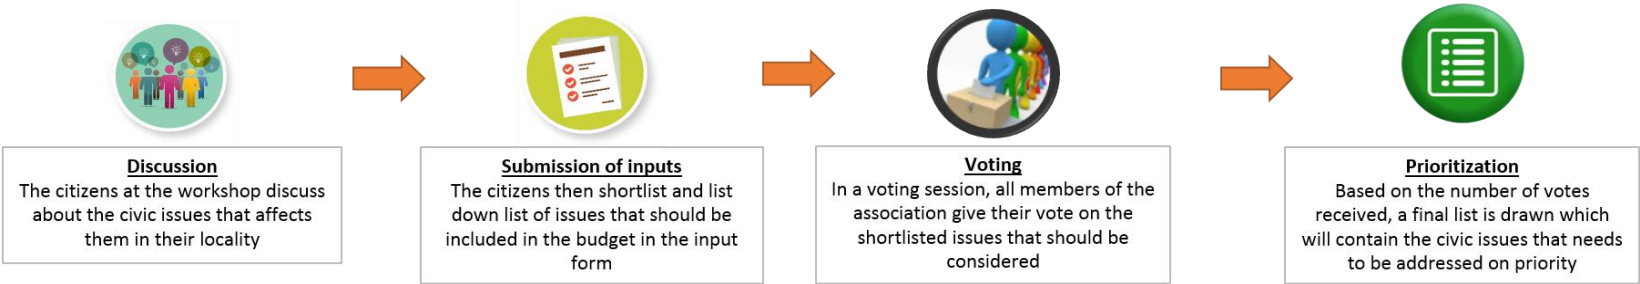 Discussion
The citizens at the workshop discuss
about the civic issues that affects
them in their locality
Submission of inputs
The citizens then shortlist and list
down list of issues that should be
included in the budget in the input
form
Voting
In a voting session, all members of the
association give their vote on the
shortlisted issues that should be
considered
Prioritization
Based on the number of votes
received, a final list is drawn which
will contain the civic issues that needs
to be addressed on priority